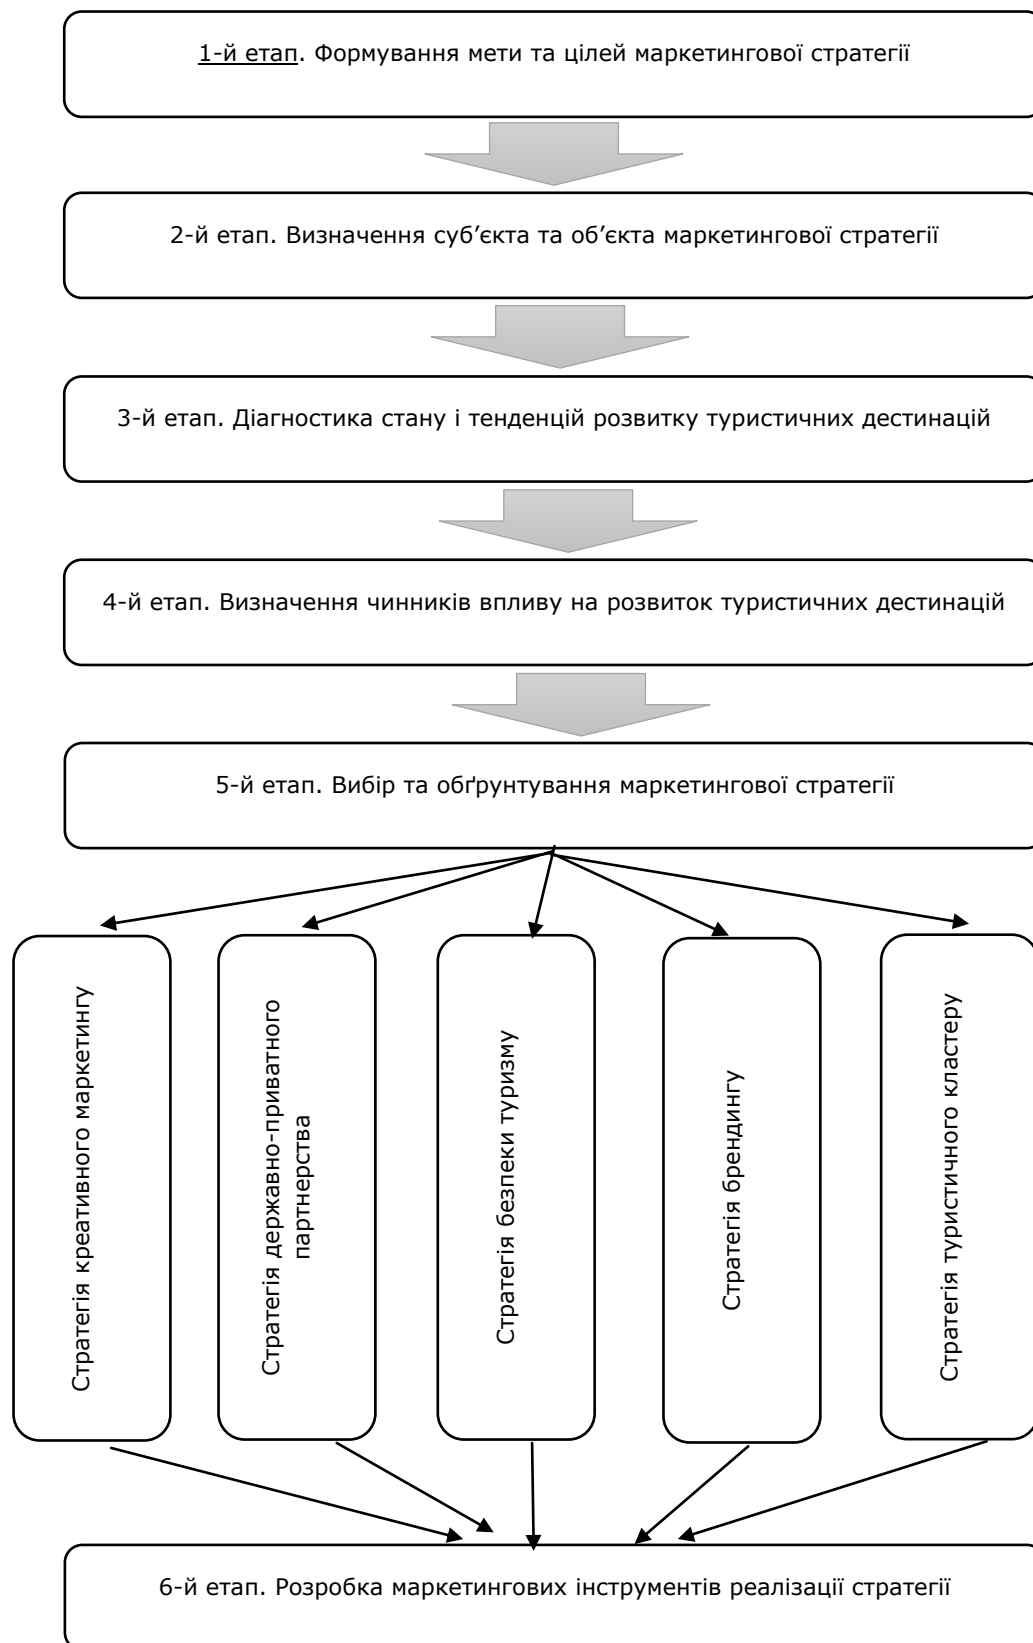 1-й етап. Формування мети та цілей маркетингової стратегії
2-й етап. Визначення суб’єкта та об’єкта маркетингової стратегії
3-й етап. Діагностика стану і тенденцій розвитку туристичних дестинацій
4-й етап. Визначення чинників впливу на розвиток туристичних дестинацій
5-й етап. Вибір та обґрунтування маркетингової стратегії
Стратегія креативного маркетингу
Стратегія державно-приватного
партнерства
Стратегія безпеки туризму
Стратегія брендингу
Стратегія туристичного кластеру
6-й етап. Розробка маркетингових інструментів реалізації стратегії